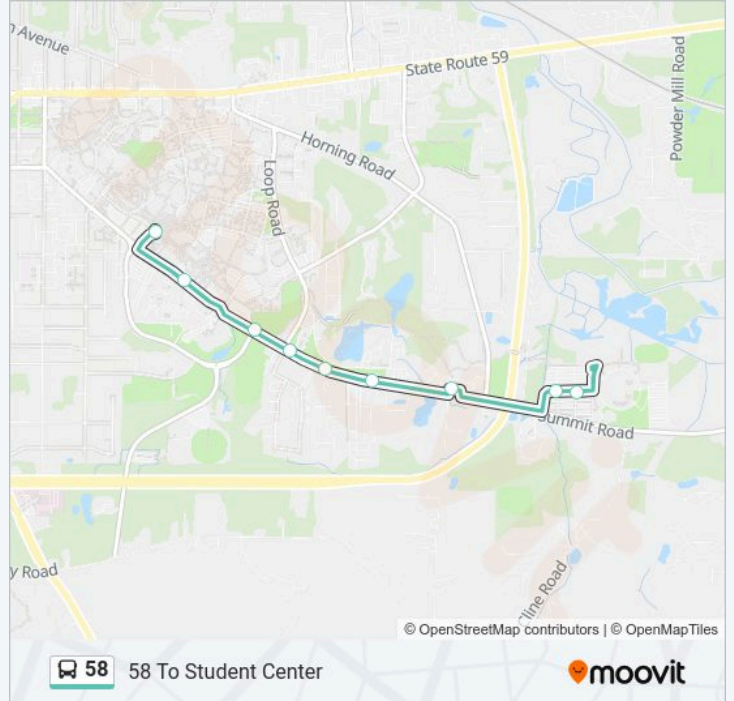 n Avenue
State Route 59
Powder Mill Road
Horning Road
Loop Road
Summit Road
y Road
cline Road
© OpenStreetMap contributors | © OpenMapTiles
58 58 To Student Center
moovit